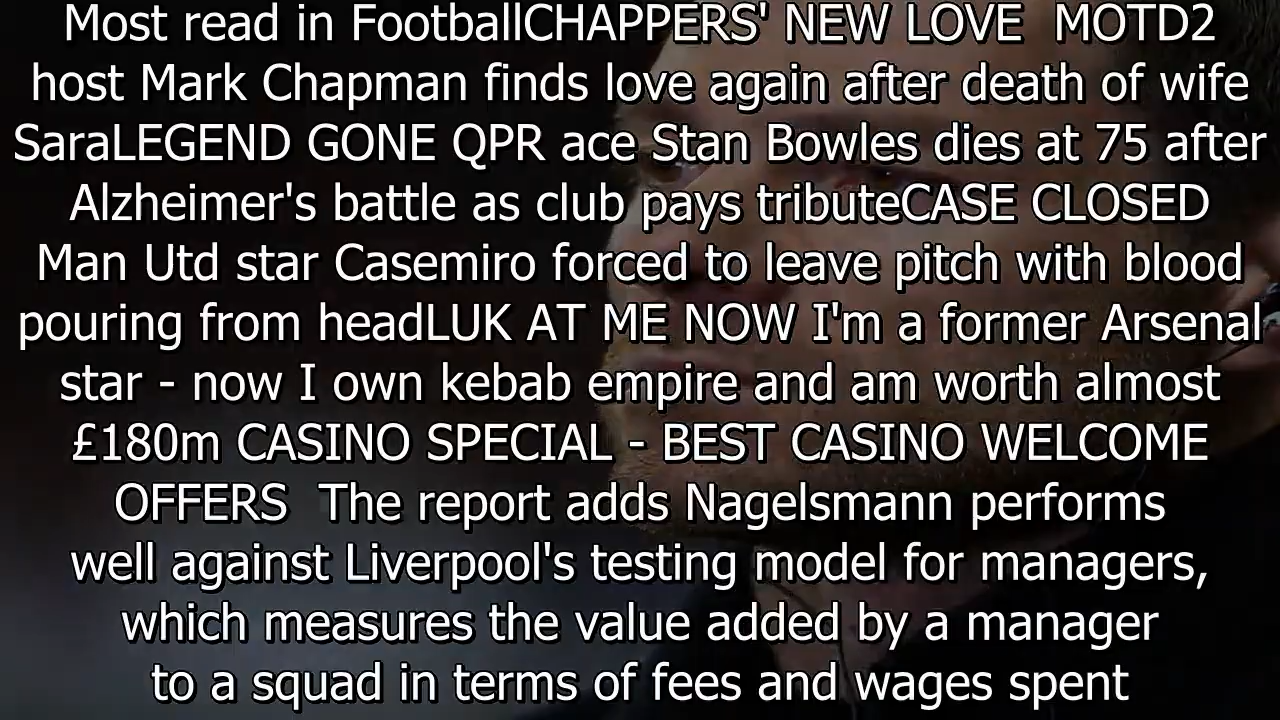 Most read in FootballCHAPPERS' NEW LOVE  MOTD2
host Mark Chapman finds love again after death of wife
SaraLEGEND GONE QPR ace Stan Bowles dies at 75 after
Alzheimer's battle as club pays tributeCASE CLOSED
Man Utd star Casemiro forced to leave pitch with blood
pouring from headLUK AT ME NOW I'm a former Arsenal
star - now I own kebab empire and am worth almost
£180m CASINO SPECIAL - BEST CASINO WELCOME
OFFERS  The report adds Nagelsmann performs
well against Liverpool's testing model for managers,
which measures the value added by a manager
to a squad in terms of fees and wages spent